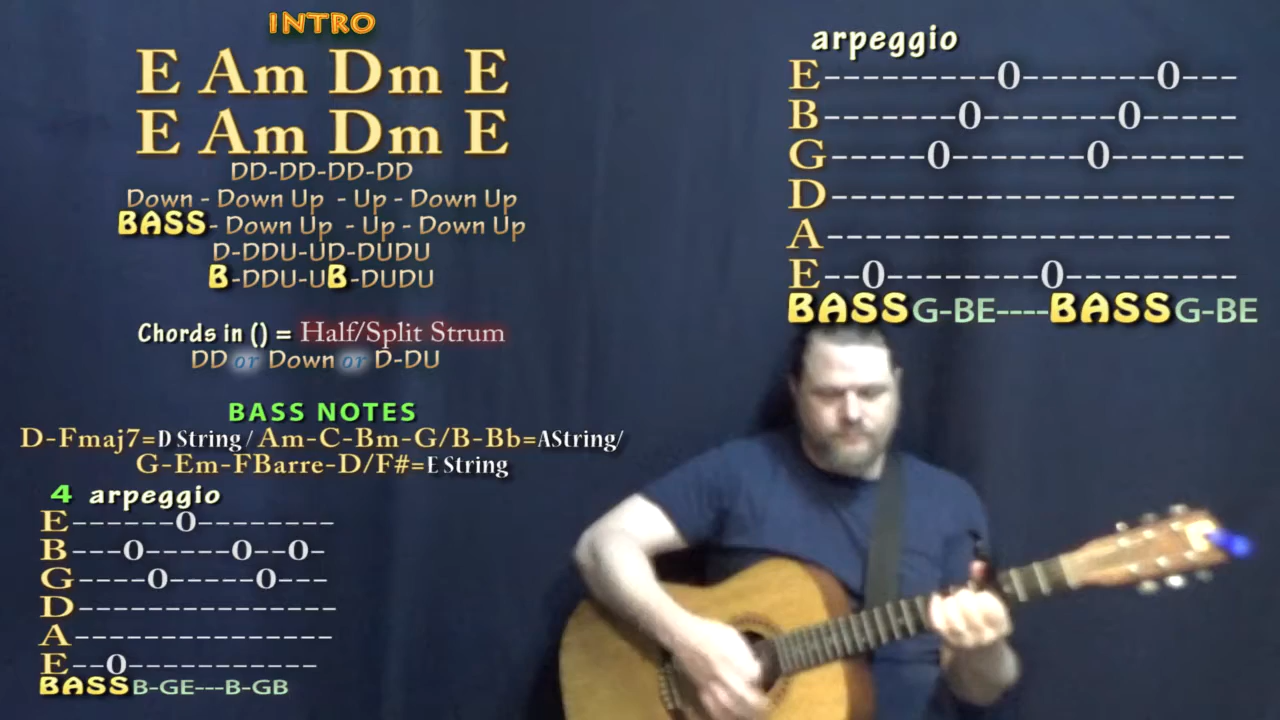 INTRO
E Am Dm E
E Am Dm E
DD-DD-DD-DD
Down - Down Up - Up - Down Up
BASS - Down Up - Up - Down Up
D-DDU-UD-DUDU
B-DDU-UB-DUDU
Chords in () = Half/Split Strum
DD or Down or D-DU
BASS NOTES
D-Fmaj7=D String / Am-C-Bm-G/B-Bb=AString/
G-Em-FBarre-D/F#=E String
4 arpeggio
E------0--------
B---0-----0--0-
G----0-----0---
D---------------
A--------------
E--0-----------
BASSB-GE---B-GB
arpeggio
E---------0-------0---
B-------0-------0-----
G-----0-------0-------
D---------------------
A---------------------
E--0--------0---------
BASSG-BE----BASSG-BE